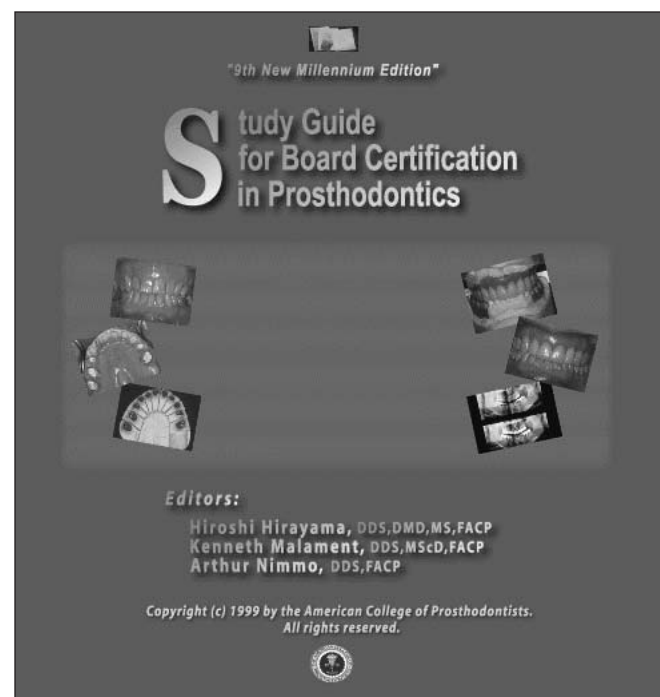 "9th New Millennium Edition"
Study Guide
for Board Certification
in Prosthodontics
Editors:
Hiroshi Hirayama, DDS,DMD,MS,FACP
Kenneth Malament, DDS,MScD,FACP
Arthur Nimmo, DDS,FACP
Copyright (c) 1999 by the American College of Prosthodontists.
All rights reserved.